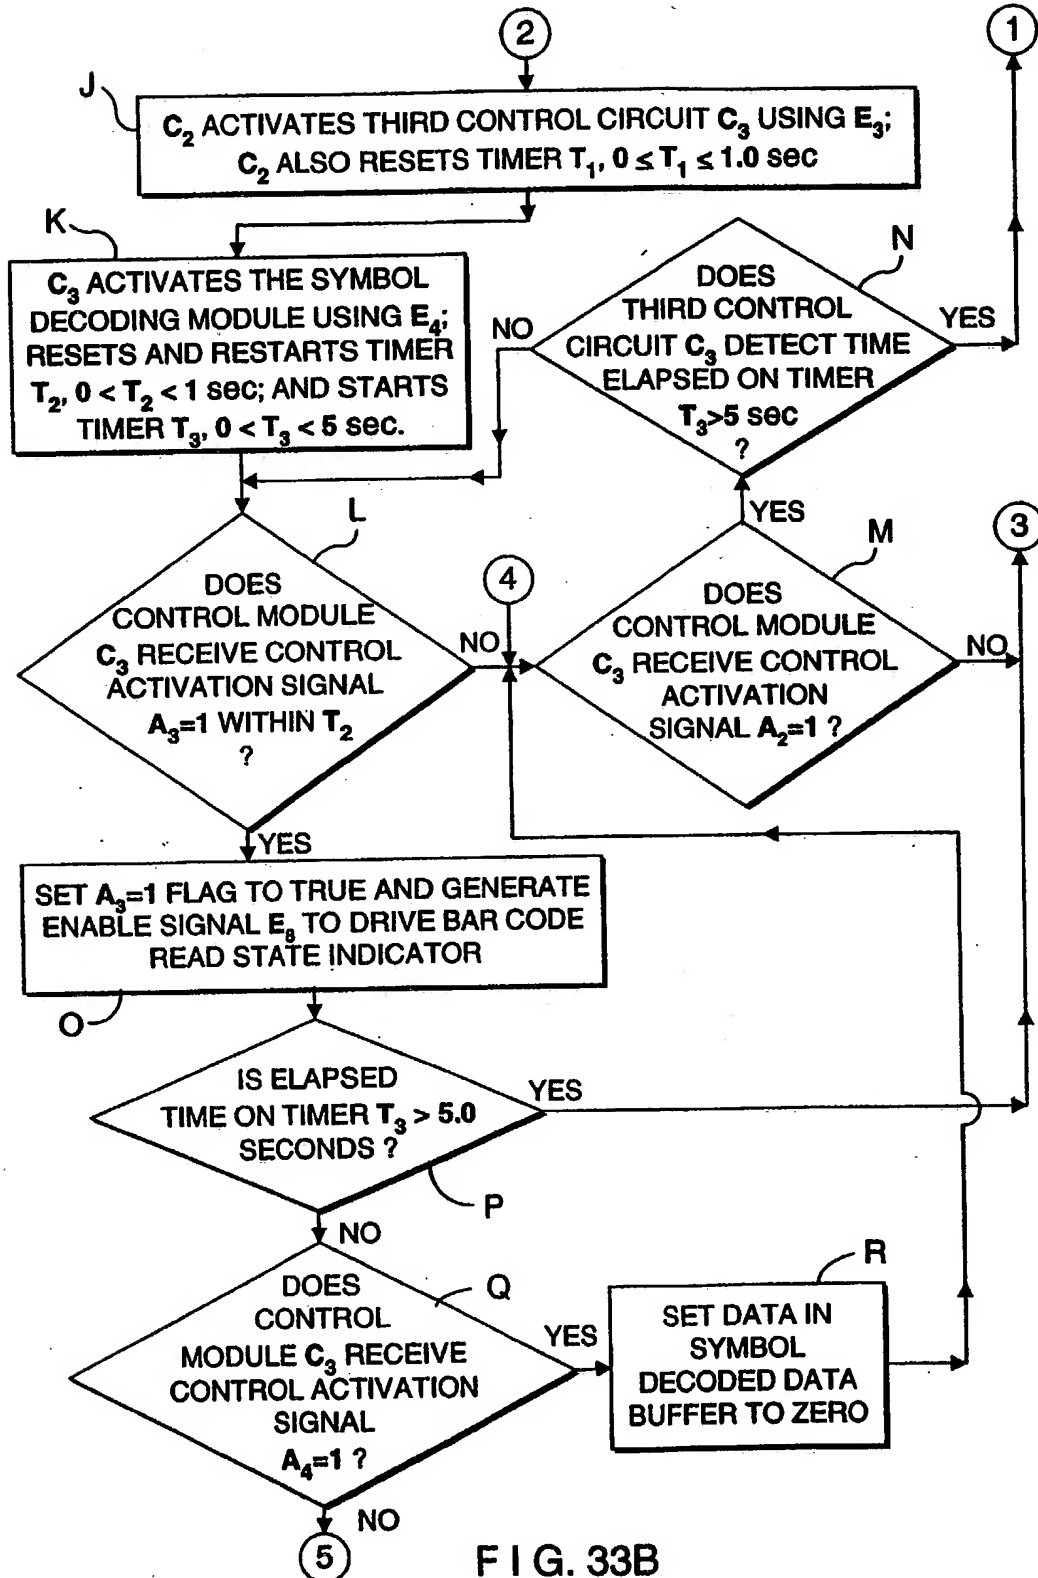 2
1
J
C2 ACTIVATES THIRD CONTROL CIRCUIT C3 USING E3;
C2 ALSO RESETS TIMER T1, 0 ≤ T1 ≤ 1.0 sec
K
C3 ACTIVATES THE SYMBOL
DECODING MODULE USING E4;
RESETS AND RESTARTS TIMER
T2, 0 < T2 < 1 sec; AND STARTS
TIMER T3, 0 < T3 < 5 sec.
N
DOES
THIRD CONTROL
CIRCUIT C3 DETECT TIME
ELAPSED ON TIMER
T3>5 sec
?
NO
YES
L
DOES
CONTROL MODULE
C3 RECEIVE CONTROL
ACTIVATION SIGNAL
A3=1 WITHIN T2
?
NO
YES
4
YES
M
DOES
CONTROL MODULE
C3 RECEIVE CONTROL
ACTIVATION
SIGNAL A2=1 ?
NO
3
SET A3=1 FLAG TO TRUE AND GENERATE
ENABLE SIGNAL E8 TO DRIVE BAR CODE
READ STATE INDICATOR
O
IS ELAPSED
TIME ON TIMER T3 > 5.0
SECONDS ?
YES
P
NO
Q
DOES
CONTROL
MODULE C3 RECEIVE
CONTROL ACTIVATION
SIGNAL
A4=1 ?
YES
R
SET DATA IN
SYMBOL
DECODED DATA
BUFFER TO ZERO
NO
5
FIG. 33B